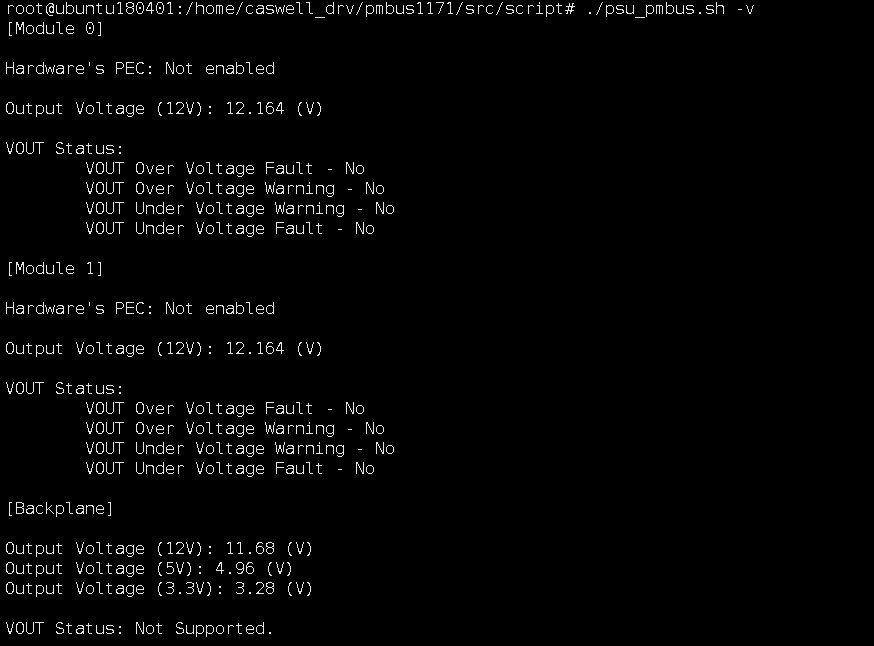 root@ubuntu180401:/home/caswell_drv/pmbus1171/src/script# ./psu_pmbus.sh -v
[Module 0]
Hardware's PEC: Not enabled
Output Voltage (12V): 12.164 (V)
VOUT Status:
VOUT Over Voltage Fault - No
VOUT Over Voltage Warning - No
VOUT Under Voltage Warning - No
VOUT Under Voltage Fault - No
[Module 1]
Hardware's PEC: Not enabled
Output Voltage (12V): 12.164 (V)
VOUT Status:
VOUT Over Voltage Fault - No
VOUT Over Voltage Warning - No
VOUT Under Voltage Warning - No
VOUT Under Voltage Fault - No
[Backplane]
Output Voltage (12V): 11.68 (V)
Output Voltage (5V): 4.96 (V)
Output Voltage (3.3V): 3.28 (V)
VOUT Status: Not Supported.